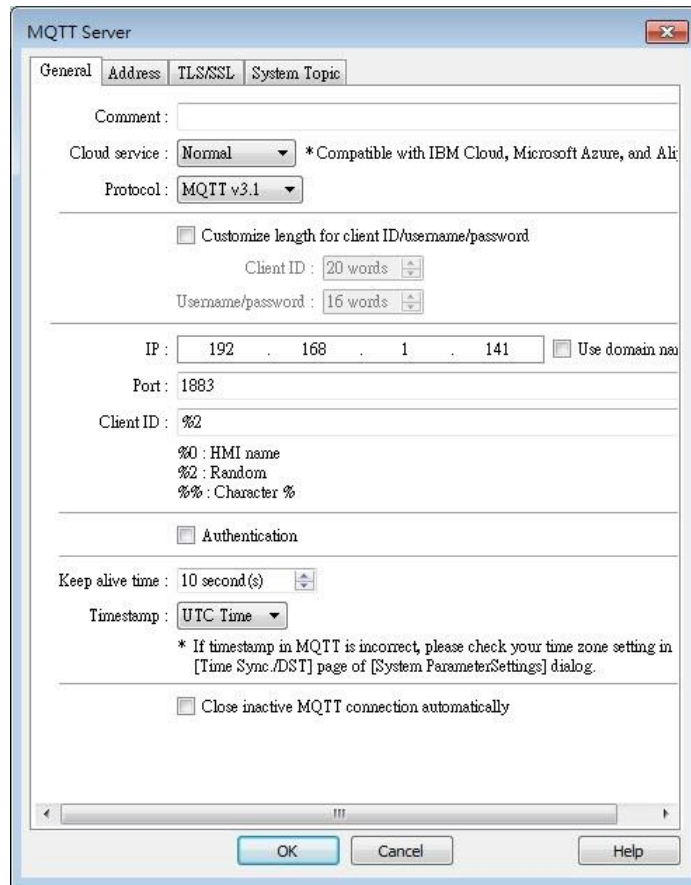 MQTT Server
General Address TLS/SSL System Topic
Comment :
Cloud service : Normal * Compatible with IBM Cloud, Microsoft Azure, and Ali
Protocol : MQTT v3.1
Customize length for client ID/username/password
Client ID : 20 words
Username/password : 16 words
IP : 192 . 168 . 1 . 141 Use domain
Port : 1883
Client ID : %2
%0 : HMI name
%2 : Random
%% : Character %
Authentication
Keep alive time : 10 second(s)
Timestamp : UTC Time
* If timestamp in MQTT is incorrect, please check your time zone setting in
[Time Sync./DST] page of [System ParameterSettings] dialog.
Close inactive MQTT connection automatically
OK Cancel Help